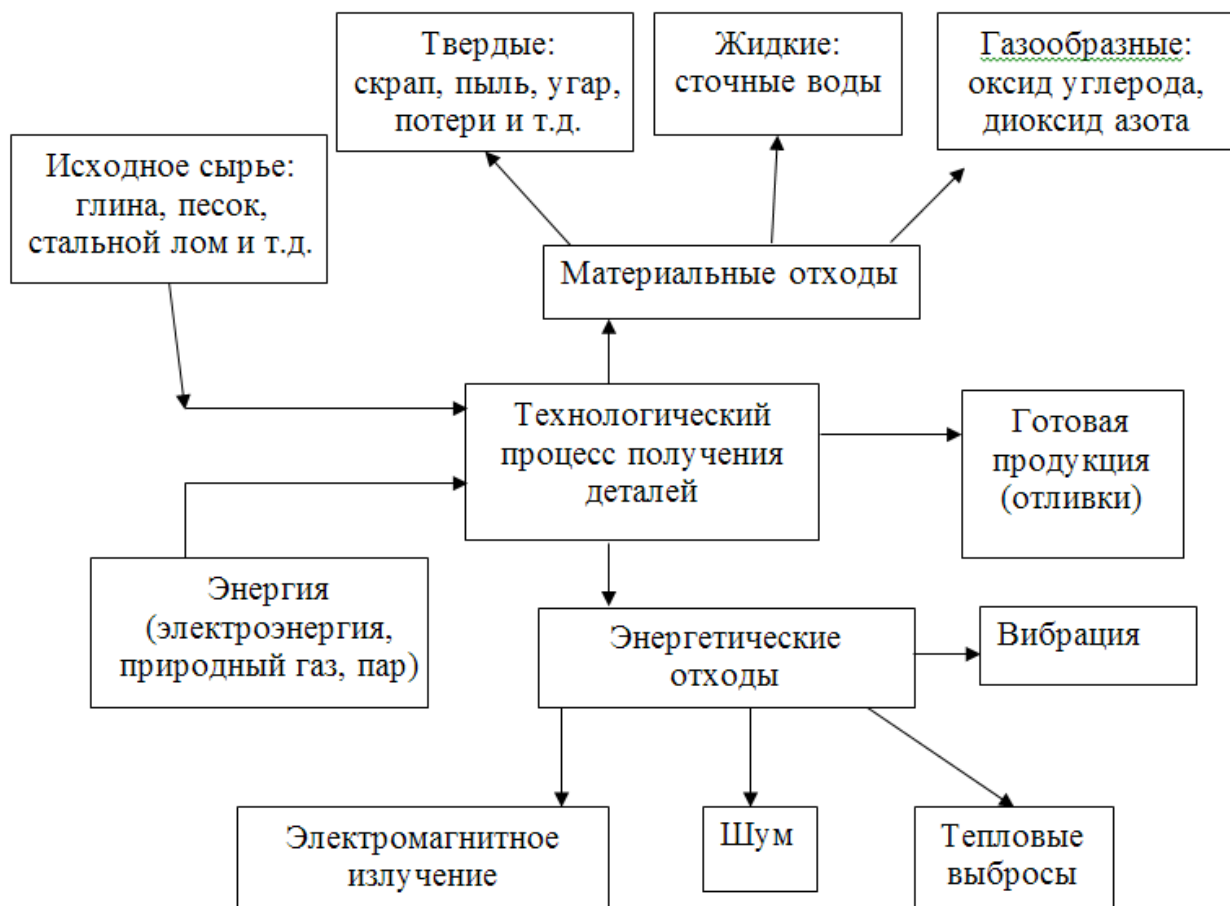 Твердые:
скрап, пыль, угар,
потери и т.д.
Жидкие:
сточные воды
Газообразные:
оксид углерода,
диоксид азота
Исходное сырье:
глина, песок,
стальной лом и т.д.
Материальные отходы
Технологический
процесс получения
деталей
Готовая
продукция
(отливки)
Энергия
(электроэнергия,
природный газ, пар)
Энергетические
отходы
Вибрация
Электромагнитное
излучение
Шум
Тепловые
выбросы